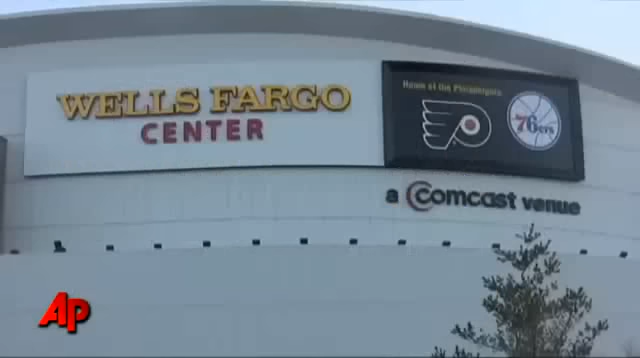 WELLS FARGO
CENTER
Home of the Philadelphia
76ers
a Comcast venue
AP